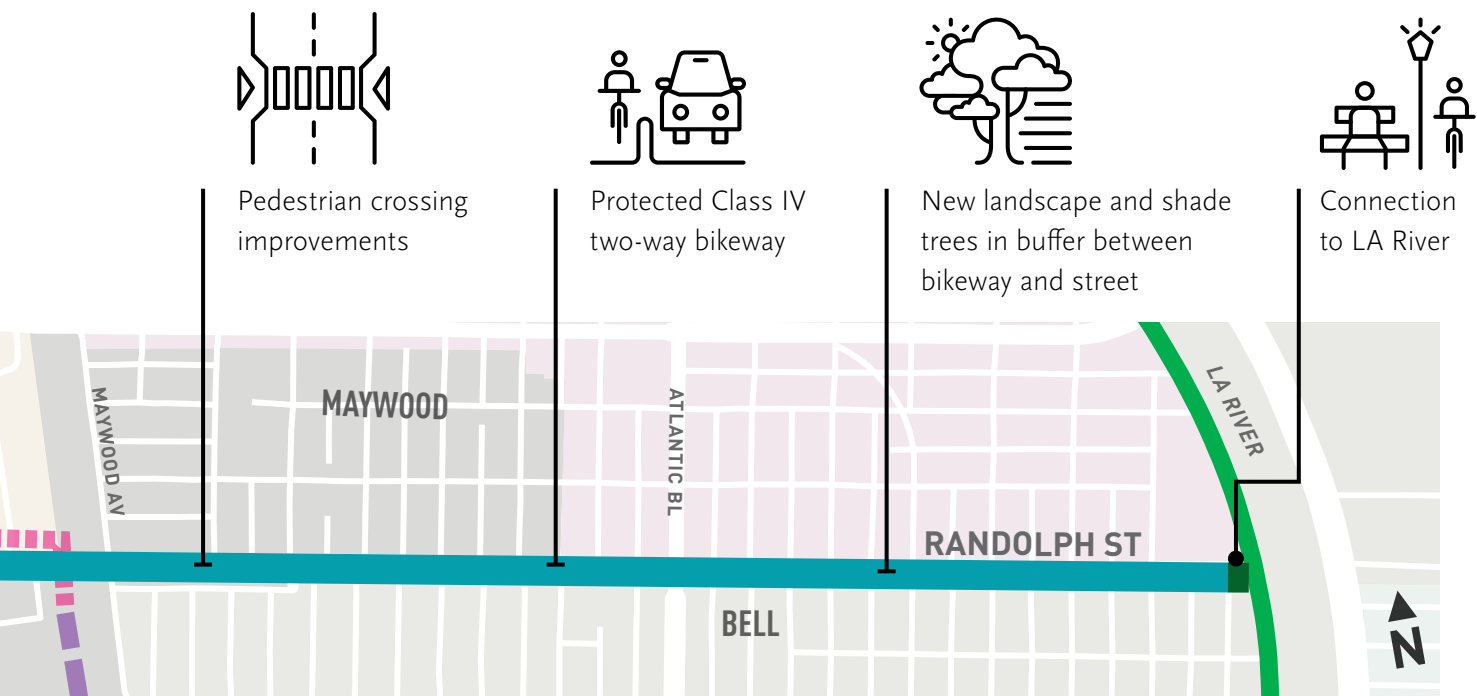 Pedestrian crossing
improvements
Protected Class IV
two-way bikeway
New landscape and shade
trees in buffer between
bikeway and street
Connection
to LA River
MAYWOOD AV
MAYWOOD
ATLANTIC BL
LA RIVER
RANDOLPH ST
BELL
N